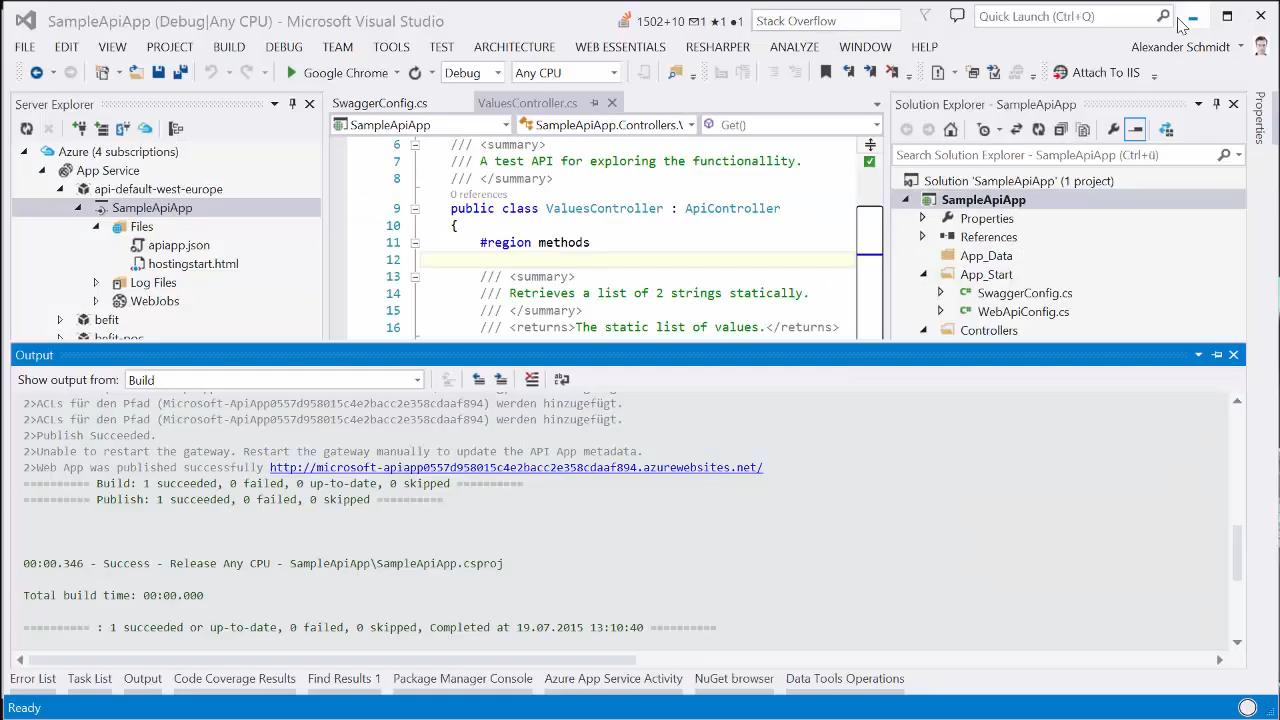 SampleApiApp (Debug|Any CPU) - Microsoft Visual Studio
1502+10 1 ★1 ●1
Stack Overflow
Quick Launch (Ctrl+Q)
FILE EDIT VIEW PROJECT BUILD DEBUG TEAM TOOLS TEST ARCHITECTURE WEB ESSENTIALS RESHARPER ANALYZE WINDOW HELP
Alexander Schmidt
Google Chrome Debug Any CPU Attach To IIS
Server Explorer
Azure (4 subscriptions)
App Service
api-default-west-europe
SampleApiApp
Files
apiapp.json
hostingstart.html
Log Files
WebJobs
befit
SwaggerConfig.cs ValuesController.cs
SampleApiApp SampleApiApp.Controllers.\ Get()
6 /// <summary>
7 /// A test API for exploring the functionallity.
8 /// </summary>
0 references
9 public class ValuesController : ApiController
10 {
11 #region methods
12
13 /// <summary>
14 /// Retrieves a list of 2 strings statically.
15 /// </summary>
16 /// <returns>The static list of values.</returns>
Solution Explorer - SampleApiApp
Search Solution Explorer - SampleApiApp (Ctrl+ü)
Solution 'SampleApiApp' (1 project)
SampleApiApp
Properties
References
App_Data
App_Start
SwaggerConfig.cs
WebApiConfig.cs
Controllers
Properties
Output
Show output from: Build
2>ACLs für den Pfad (Microsoft-ApiApp0557d958015c4e2bacc2e358cdaaf894) werden hinzugefügt.
2>ACLs für den Pfad (Microsoft-ApiApp0557d958015c4e2bacc2e358cdaaf894) werden hinzugefügt.
2>Publish Succeeded.
2>Unable to restart the gateway. Restart the gateway manually to update the API App metadata.
2>Web App was published successfully http://microsoft-apiapp0557d958015c4e2bacc2e358cdaaf894.azurewebsites.net/
========== Build: 1 succeeded, 0 failed, 0 up-to-date, 0 skipped ==========
========== Publish: 1 succeeded, 0 failed, 0 skipped ==========
00:00.346 - Success - Release Any CPU - SampleApiApp\SampleApiApp.csproj
Total build time: 00:00.000
========== : 1 succeeded or up-to-date, 0 failed, 0 skipped, Completed at 19.07.2015 13:10:40 ==========
Error List Task List Output Code Coverage Results Find Results 1 Package Manager Console Azure App Service Activity NuGet browser Data Tools Operations
Ready